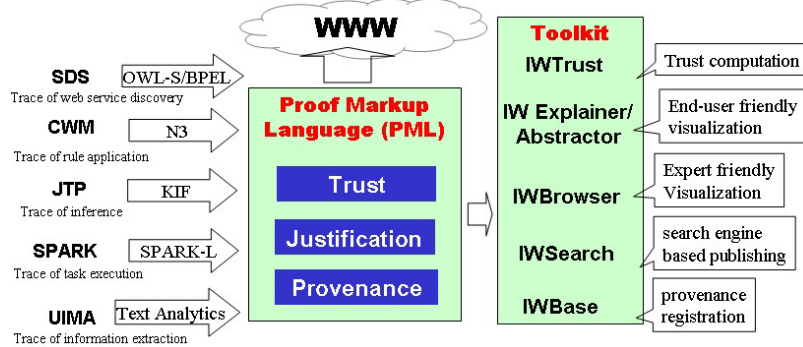 WWW
SDS
OWL-S/BPEL
Trace of web service discovery
CWM
N3
Trace of rule application
JTP
KIF
Trace of inference
SPARK
SPARK-L
Trace of task execution
UIMA
Text Analytics
Trace of information extraction
Proof Markup
Language (PML)
Trust
Justification
Provenance
Toolkit
IWTrust
Trust computation
IW Explainer/
Abstractor
End-user friendly
visualization
IWBrowser
Expert friendly
Visualization
IWSearch
search engine
based publishing
IWBase
provenance
registration